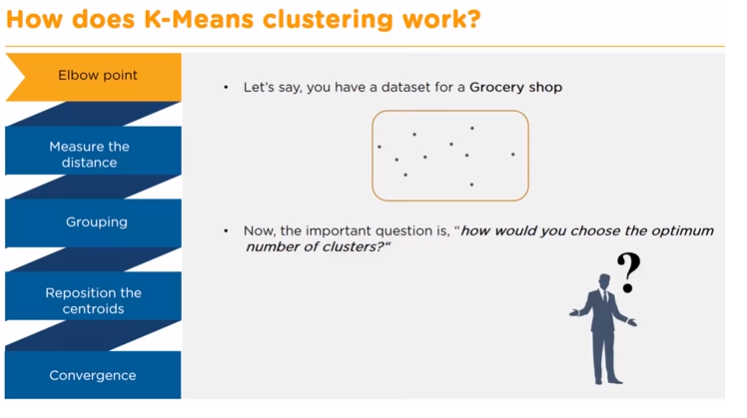 How does K-Means clustering work?
Elbow point
Measure the
distance
Grouping
Reposition the
centroids
Convergence
• Let's say, you have a dataset for a Grocery shop
• Now, the important question is, “how would you choose the optimum
number of clusters?“
?